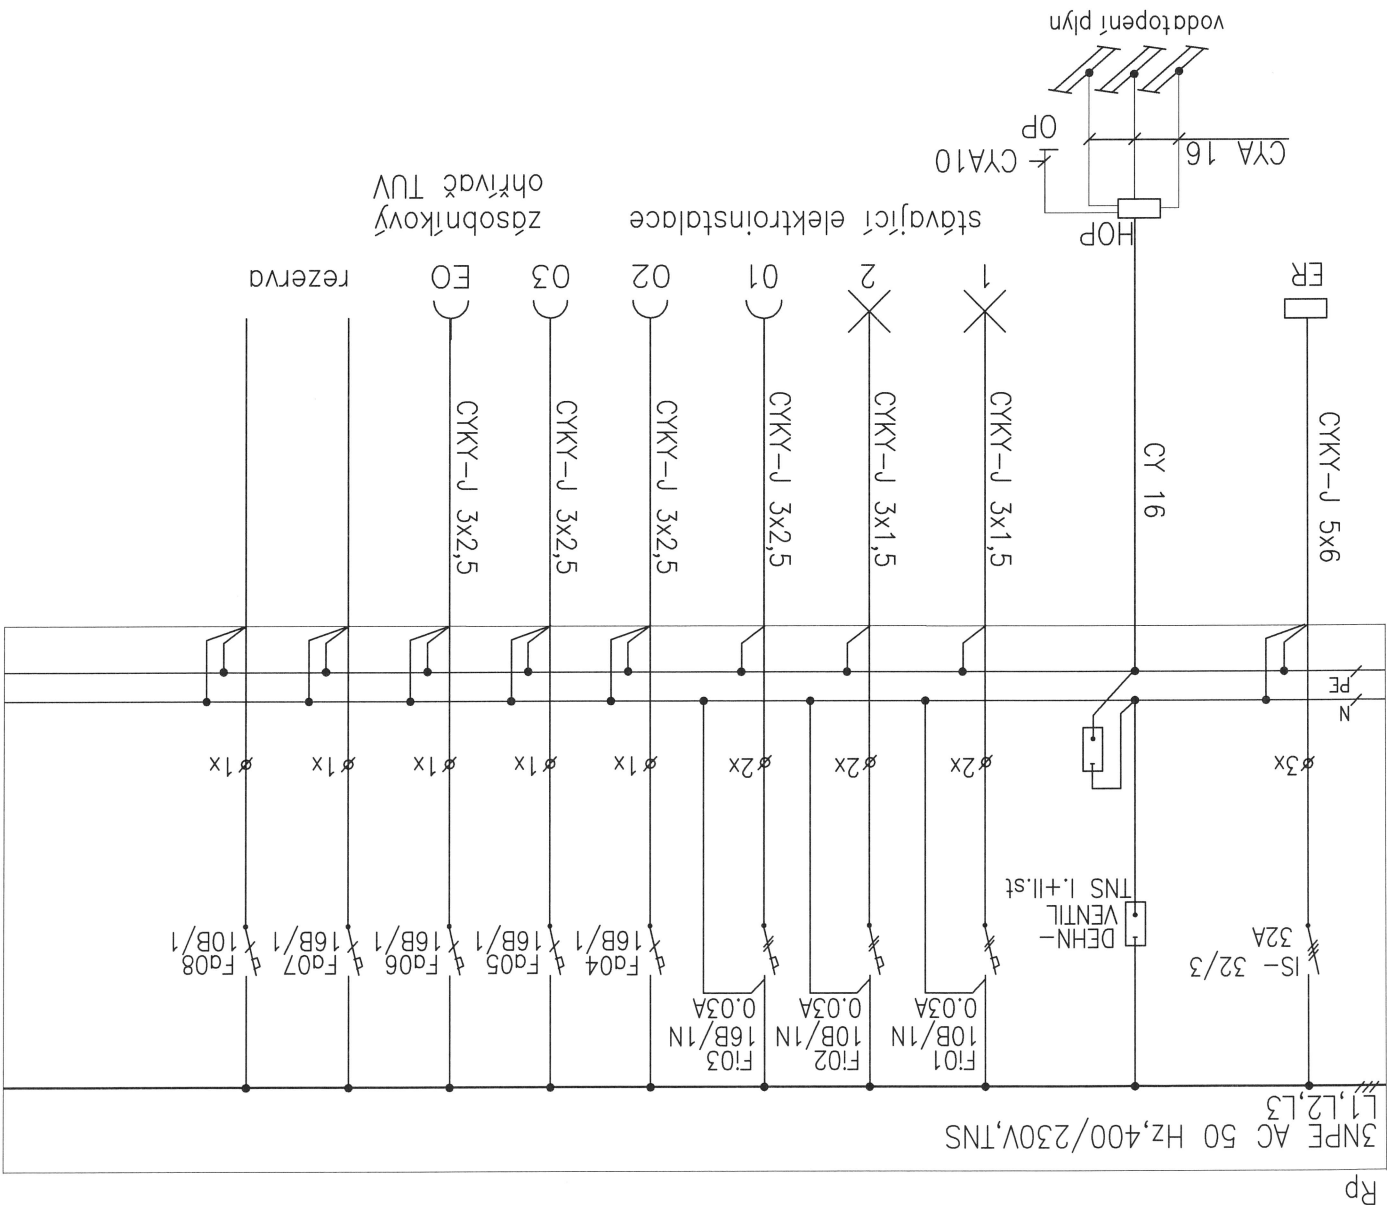 Rp
3NPE AC 50 Hz,400/230V,TNS
L1,L2,L3
IS- 32/3
32A
DEHN-
VENTIL
TNS I.+II.st
Fi01
10B/1N
0.03A
Fi02
10B/1N
0.03A
Fi03
16B/1N
0.03A
Fa04
16B/1
Fa05
16B/1
Fa06
16B/1
Fa07
16B/1
Fa08
10B/1
3x
2x
2x
2x
1x
1x
1x
1x
1x
N
PE
CYKY-J 5x6
CY 16
CYKY-J 3x1,5
CYKY-J 3x1,5
CYKY-J 3x2,5
CYKY-J 3x2,5
CYKY-J 3x2,5
CYKY-J 3x2,5
ER
1
2
01
02
03
EO
rezerva
HOP
stávající elektroinstalace
zásobníkový
ohřívač TUV
CYA 16
CYA10
OP
vodatopení plyn